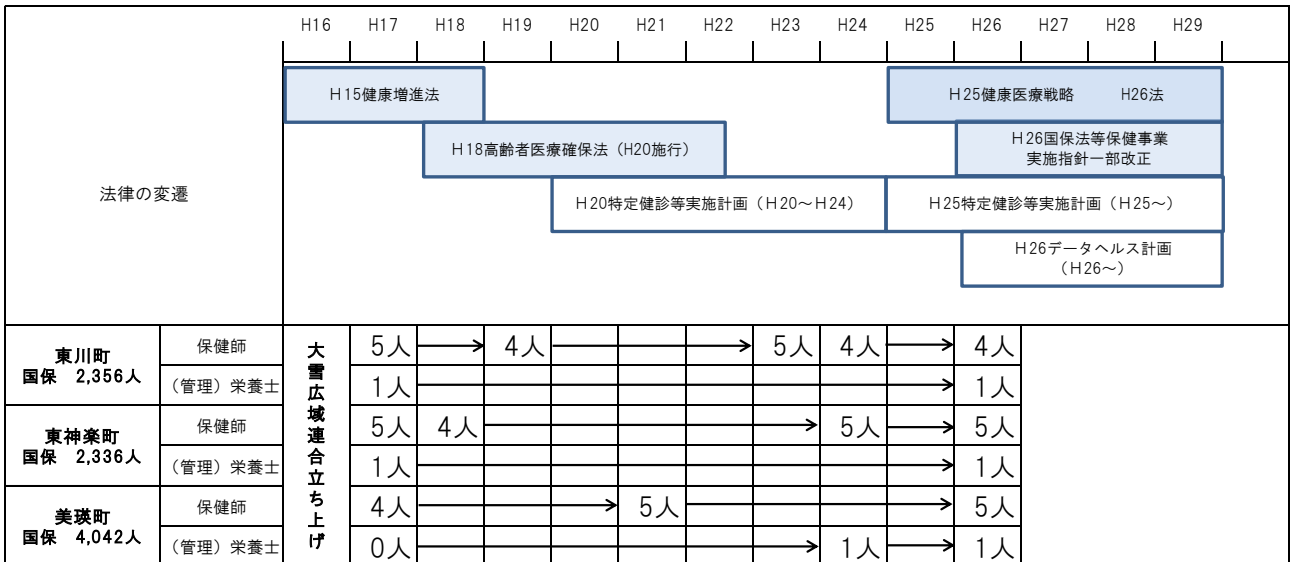 H16 H17 H18 H19 H20 H21 H22 H23 H24 H25 H26 H27 H28 H29
法律の変遷
H15健康増進法
H25健康医療戦略 H26法
H18高齢者医療確保法（H20施行）
H26国保法等保健事業
実施指針一部改正
H20特定健診等実施計画（H20～H24）
H25特定健診等実施計画（H25～）
H26データヘルス計画
（H26～）
大雪広域連合立ち上げ
東川町
国保 2,356人
保健師 5人 4人 5人 4人 4人
（管理）栄養士 1人 1人
東神楽町
国保 2,336人
保健師 5人 4人 5人 5人
（管理）栄養士 1人 1人
美瑛町
国保 4,042人
保健師 4人 5人 5人
（管理）栄養士 0人 1人 1人